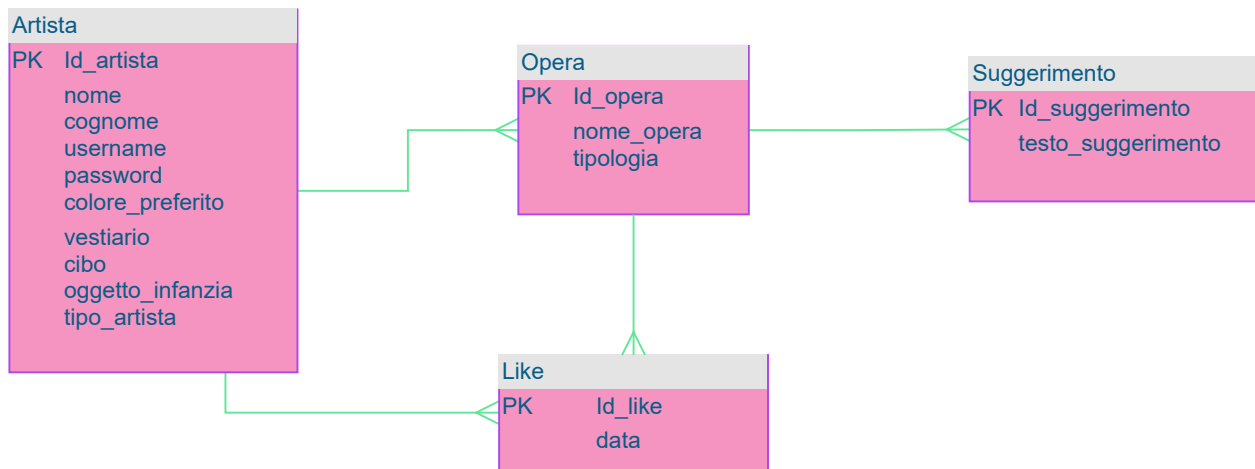 Artista
PK Id_artista
nome
cognome
username
password
colore_preferito
vestiario
cibo
oggetto_infanzia
tipo_artista
Opera
PK Id_opera
nome_opera
tipologia
Suggerimento
PK Id_suggerimento
testo_suggerimento
Like
PK Id_like
data